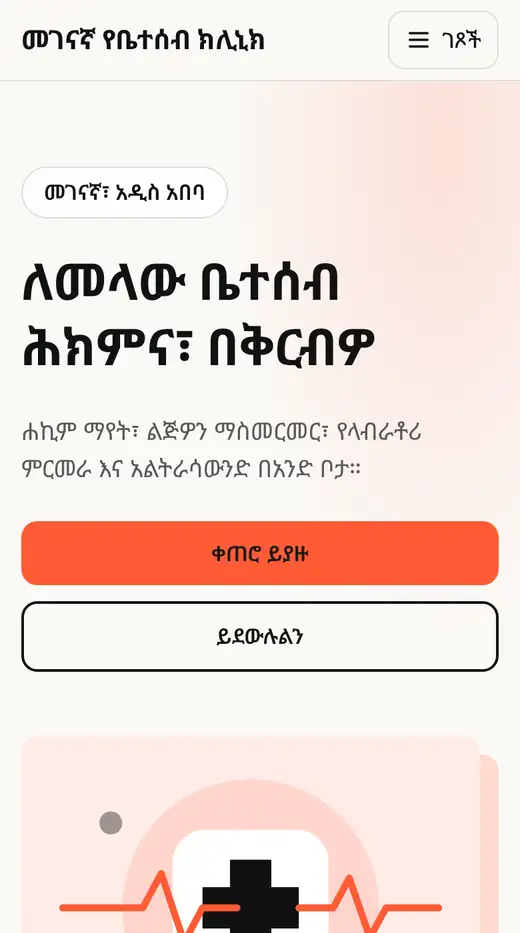 መገናኛ የቤተሰብ ክሊኒክ
ገጾች
መገናኛ፣ አዲስ አበባ
ለመላው ቤተሰብ
ሕክምና፣ በቅርብዎ
ሐኪም ማየት፣ ልጅዎን ማስመርመር፣ የላብራቶሪ
ምርመራ እና አልትራሳውንድ በአንድ ቦታ።
ቀጠሮ ይያዙ
ይደውሉልን